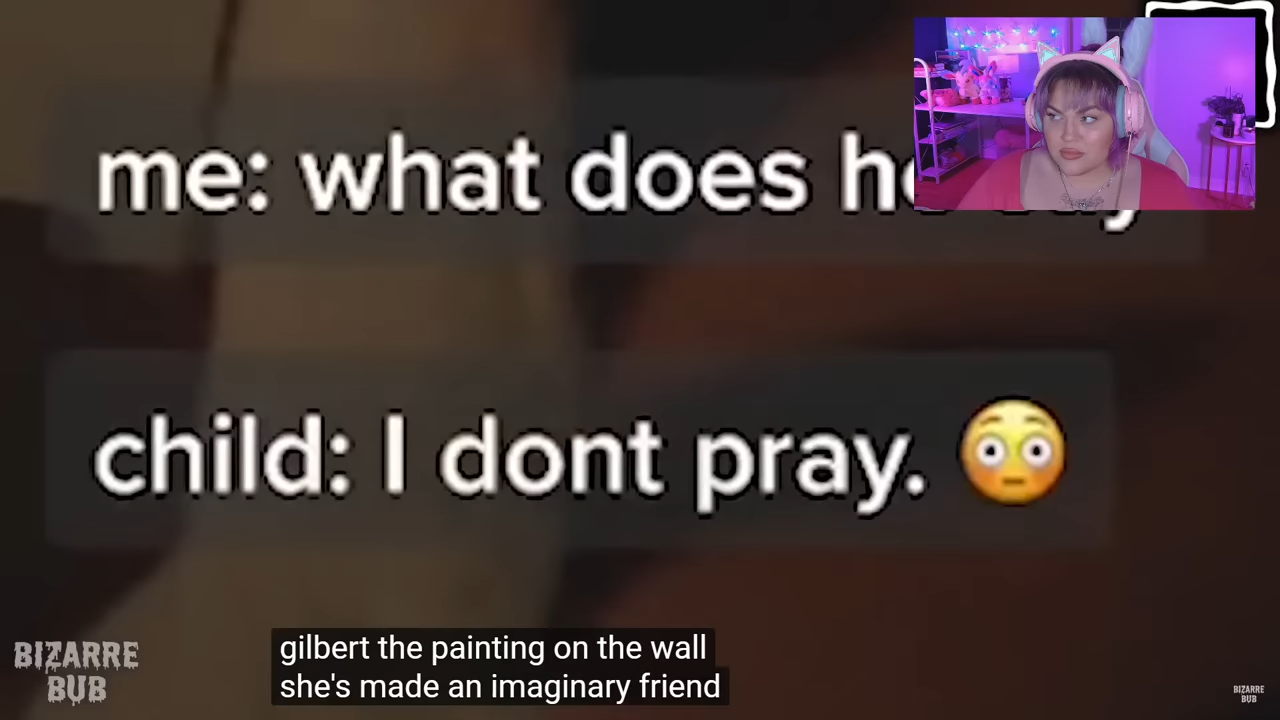 me: what does he
child: I dont pray. 😳
gilbert the painting on the wall
she's made an imaginary friend
BIZARRE
BUB
BIZARRE
BUB